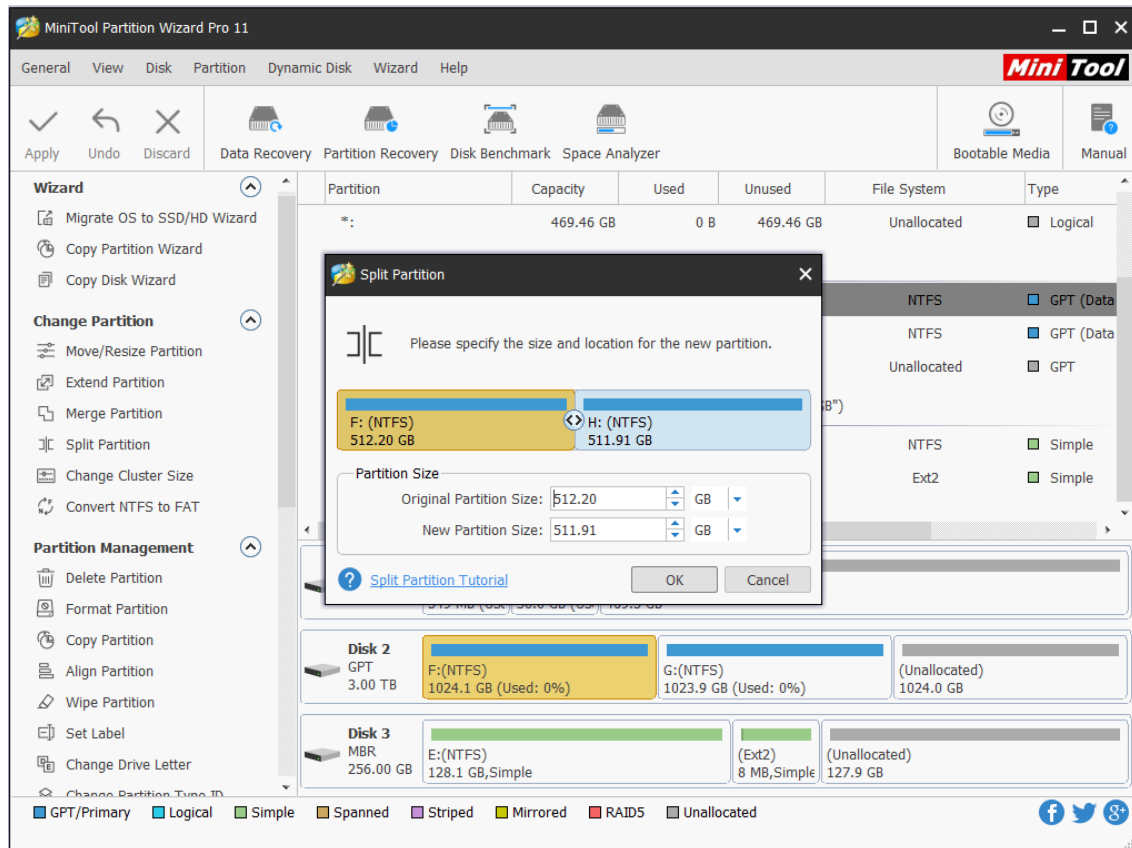 MiniTool Partition Wizard Pro 11
General View Disk Partition Dynamic Disk Wizard Help
Mini Tool
Apply Undo Discard Data Recovery Partition Recovery Disk Benchmark Space Analyzer Bootable Media Manual
Wizard
Migrate OS to SSD/HD Wizard
Copy Partition Wizard
Copy Disk Wizard
Change Partition
Move/Resize Partition
Extend Partition
Merge Partition
Split Partition
Change Cluster Size
Convert NTFS to FAT
Partition Management
Delete Partition
Format Partition
Copy Partition
Align Partition
Wipe Partition
Set Label
Change Drive Letter
Change Partition Type ID
Partition Capacity Used Unused File System Type
*: 469.46 GB 0 B 469.46 GB Unallocated Logical
NTFS GPT (Data
NTFS GPT (Data
Unallocated GPT
GB")
NTFS Simple
Ext2 Simple
Split Partition
Please specify the size and location for the new partition.
F: (NTFS)
512.20 GB
H: (NTFS)
511.91 GB
Partition Size
Original Partition Size: 512.20 GB
New Partition Size: 511.91 GB
Split Partition Tutorial
OK Cancel
Disk 2
GPT
3.00 TB
F:(NTFS)
1024.1 GB (Used: 0%)
G:(NTFS)
1023.9 GB (Used: 0%)
(Unallocated)
1024.0 GB
Disk 3
MBR
256.00 GB
E:(NTFS)
128.1 GB,Simple
(Ext2)
8 MB,Simple
(Unallocated)
127.9 GB
GPT/Primary Logical Simple Spanned Striped Mirrored RAID5 Unallocated